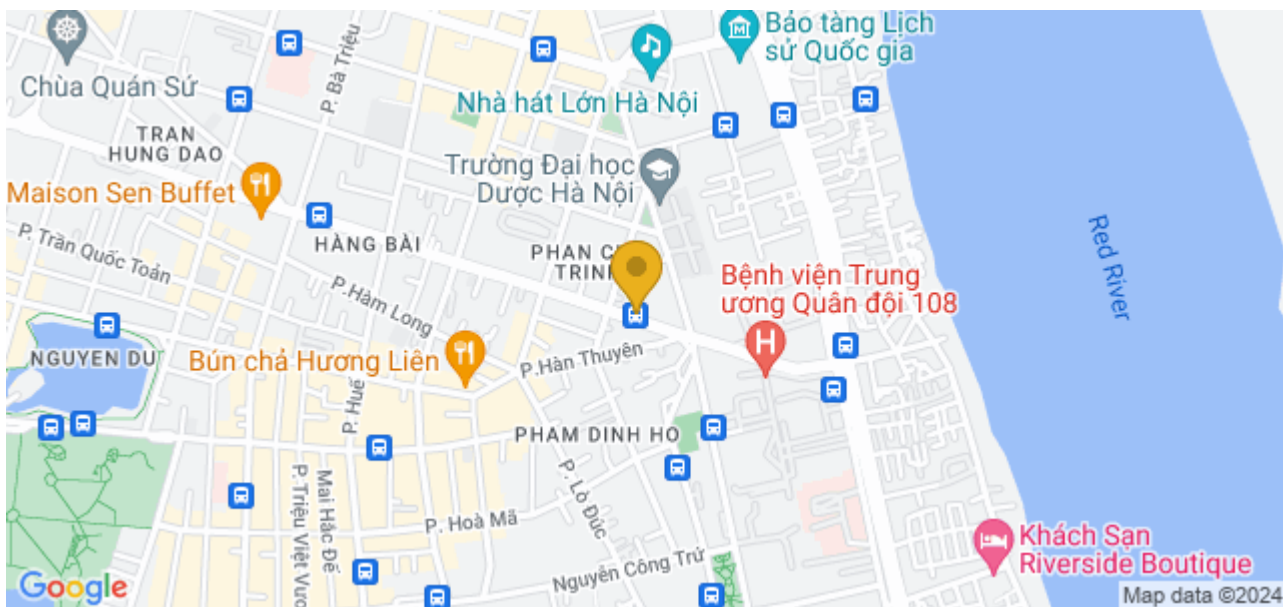 Bảo tàng Lịch
sử Quốc gia
P. Bà Triệu
Chùa Quán Sứ
Nhà hát Lớn Hà Nội
TRAN
HUNG DAO
Trường Đại học
Dược Hà Nội
Maison Sen Buffet
P. Trần Quốc Toản
HÀNG BÀI
PHAN C
TRINH
Red River
Bệnh viện Trung
ương Quân đội 108
P.Hàm Long
NGUYEN DU
Bún chả Hương Liên
P.Hàn Thuyên
P. Huế
PHAM DINH HO
P. Triệu Việt Vươ
Mai Hắc Đế
P. Lò Đúc
P. Hoà Mã
Nguyễn Công Trứ
Khách Sạn
Riverside Boutique
Google
Map data ©2024